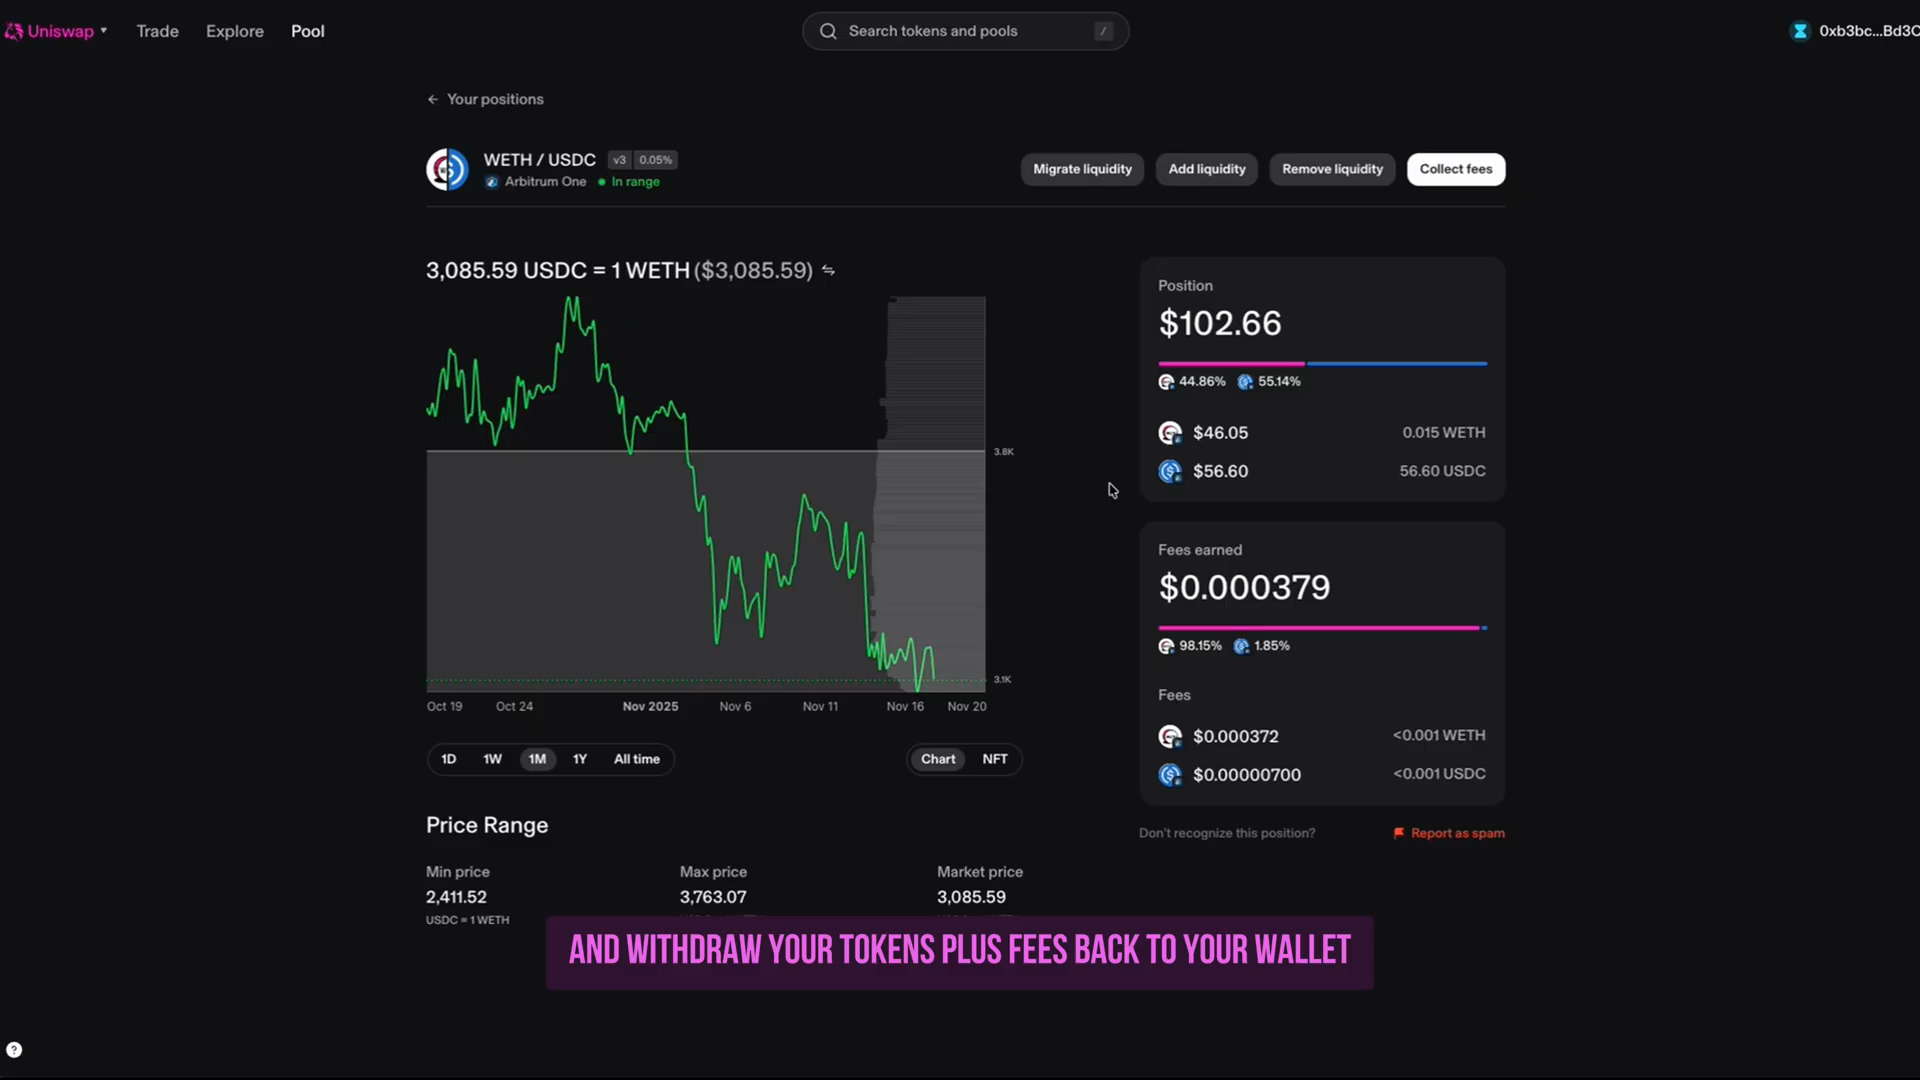 Uniswap
Trade
Explore
Pool
Search tokens and pools
/
0xb3bc...Bd3C
← Your positions
WETH / USDC v3 0.05%
Arbitrum One • In range
Migrate liquidity
Add liquidity
Remove liquidity
Collect fees
3,085.59 USDC = 1 WETH ($3,085.59)
3.8K
3.1K
Oct 19 Oct 24 Nov 2025 Nov 6 Nov 11 Nov 16 Nov 20
1D 1W 1M 1Y All time
Chart NFT
Position
$102.66
44.86% 55.14%
$46.05 0.015 WETH
$56.60 56.60 USDC
Fees earned
$0.000379
98.15% 1.85%
Fees
$0.000372 <0.001 WETH
$0.00000700 <0.001 USDC
Don't recognize this position? Report as spam
Price Range
Min price
2,411.52
USDC = 1 WETH
Max price
3,763.07
Market price
3,085.59
AND WITHDRAW YOUR TOKENS PLUS FEES BACK TO YOUR WALLET
?